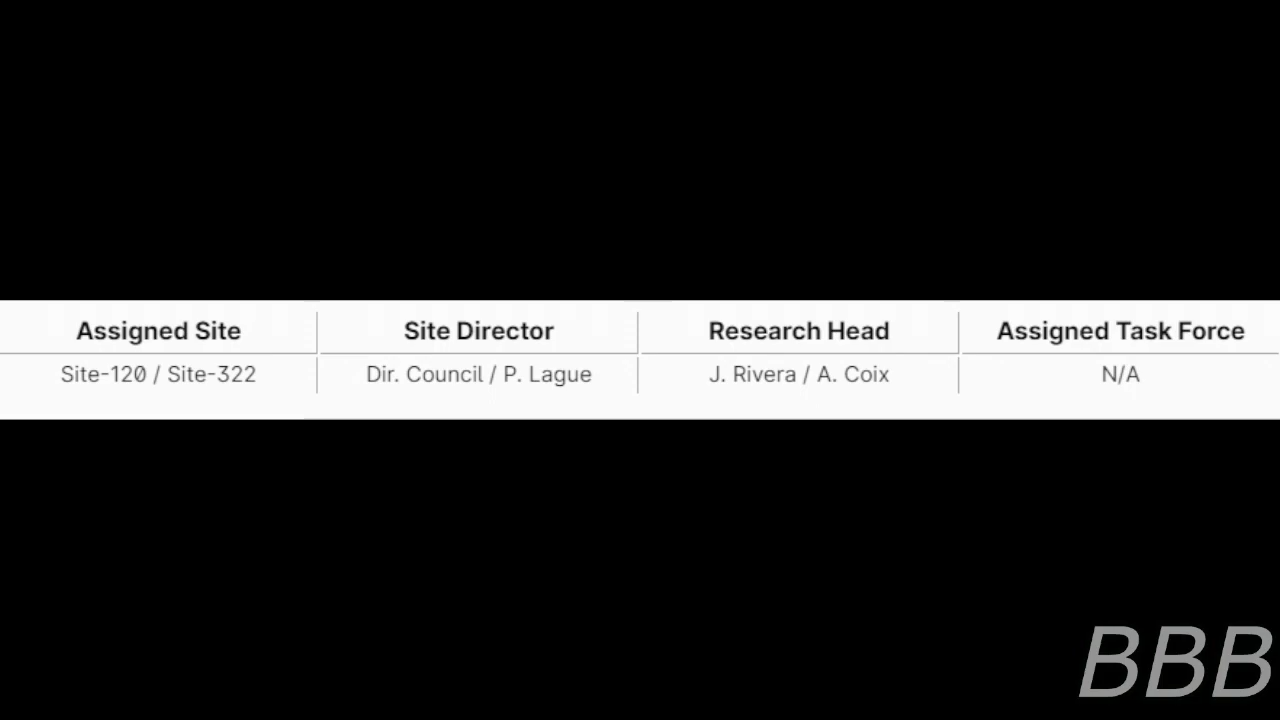 Assigned Site Site Director Research Head Assigned Task Force
Site-120 / Site-322 Dir. Council / P. Lague J. Rivera / A. Coix N/A
BBB